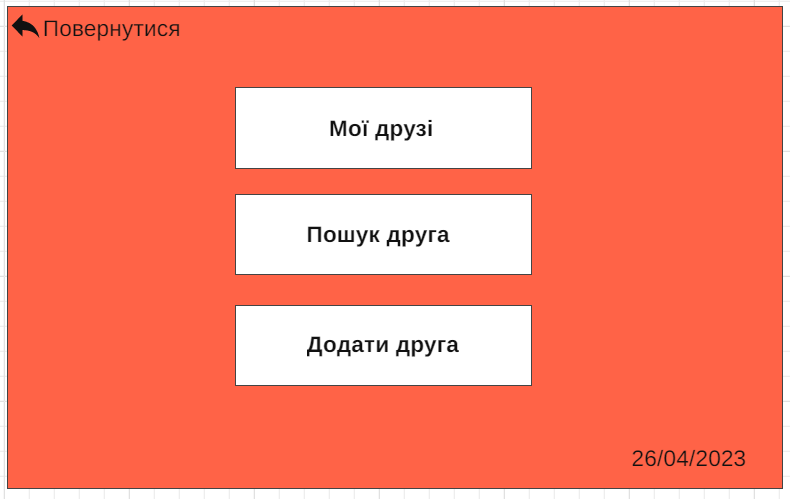 Повернутися
Мої друзі
Пошук друга
Додати друга
26/04/2023